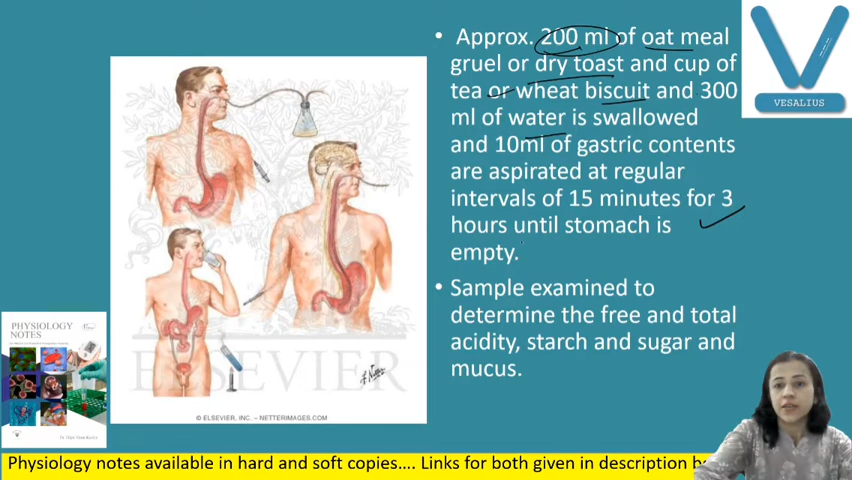 Approx. 200 ml of oat meal
gruel or dry toast and cup of
tea or wheat biscuit and 300
ml of water is swallowed
and 10ml of gastric contents
are aspirated at regular
intervals of 15 minutes for 3
hours until stomach is
empty.
Sample examined to
determine the free and total
acidity, starch and sugar and
mucus.
VESALIUS
ELSEVIER
© ELSEVIER, INC. – NETTERIMAGES.COM
PHYSIOLOGY
NOTES
Physiology notes available in hard and soft copies.... Links for both given in description